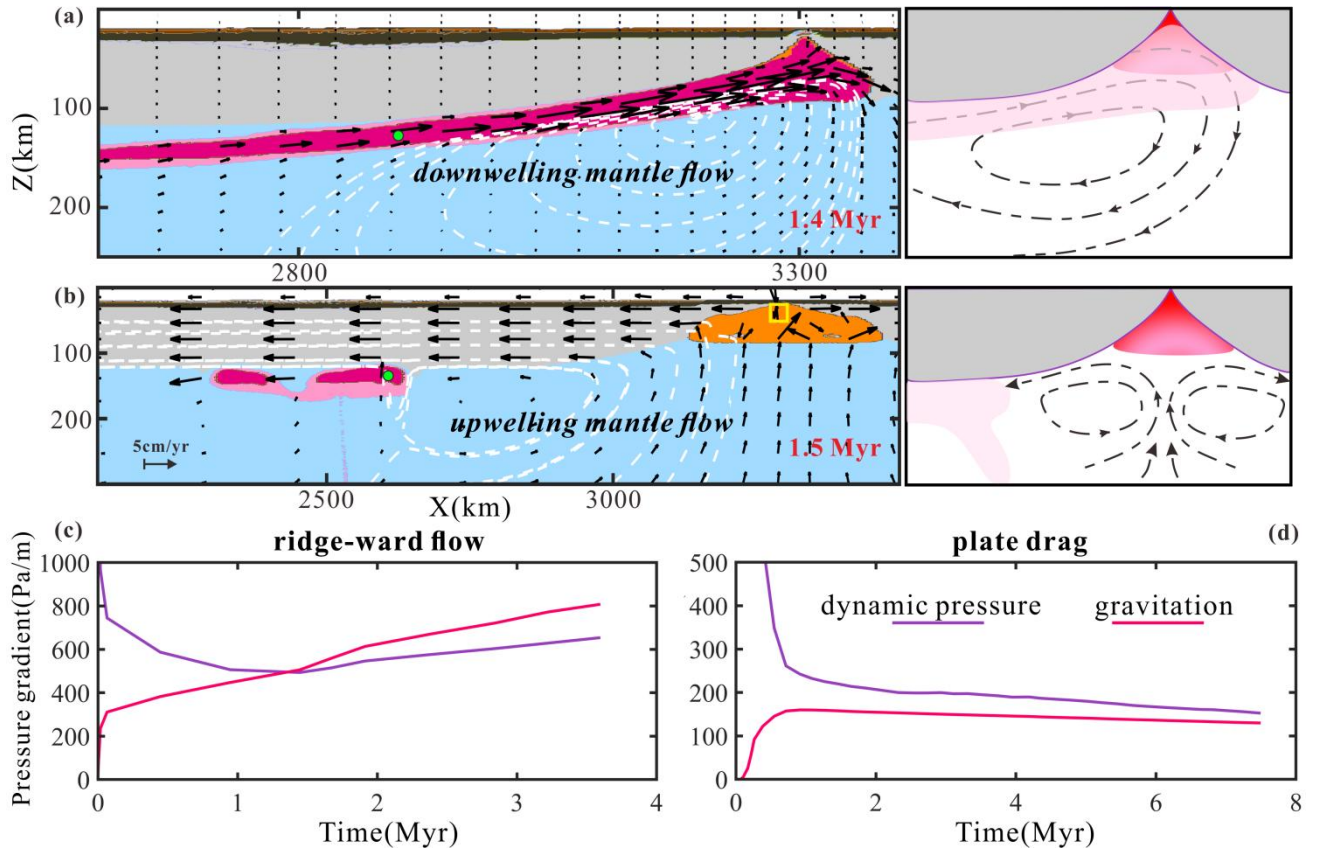 (a)
Z(km)
100
200
downwelling mantle flow
1.4 Myr
2800
3300
(b)
100
200
5cm/yr
upwelling mantle flow
1.5 Myr
2500
X(km)
3000
(c)
ridge-ward flow
Pressure gradient(Pa/m)
1000
800
600
400
200
0
0
1
2
3
4
Time(Myr)
plate drag
(d)
500
400
300
200
100
0
dynamic pressure
gravitation
0
2
4
6
8
Time(Myr)